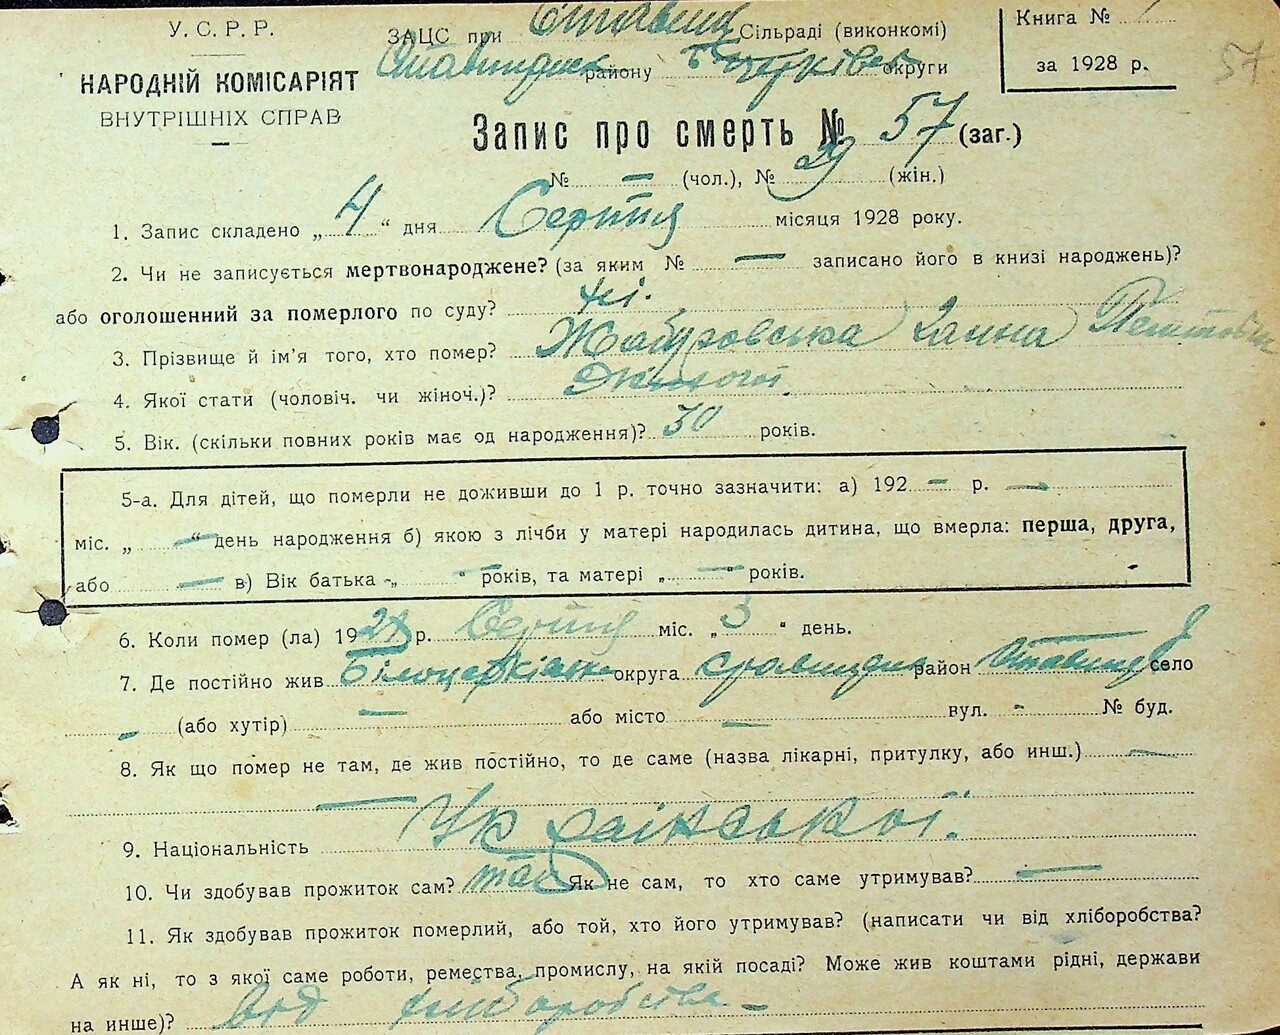 У. С. Р. Р.
НАРОДНІЙ КОМІСАРІЯТ
ВНУТРІШНІХ СПРАВ
ЗАЦС при Ставищ Сільраді (виконкомі)
Ставищанськ району Б Церківськ округи
Книга №
за 1928 р.
57
Запис про смерть № 57 (заг.)
№ — (чол.), № 29 (жін.)
1. Запис складено „ 4 “ дня Серпня місяця 1928 року.
2. Чи не записується мертвонароджене? (за яким № — записано його в книзі народжень)?
або оголошенний за померлого по суду? Ні.
3. Прізвище й ім'я того, хто помер? Жабуровська Ганна
4. Якої стати (чоловіч. чи жіноч.)? Жіночої
5. Вік. (скільки повних років має од народження)? 30 років.
5-а. Для дітей, що померли не доживши до 1 р. точно зазначити: а) 192 — р. —
міс. „ — “ день народження б) якою з лічби у матері народилась дитина, що вмерла: перша, друга,
або — в) Вік батька „ — “ років, та матері „ — “ років.
6. Коли помер (ла) 1928 р. Серпня міс. „ 3 “ день.
7. Де постійно жив Білоцерківська округа Ставищанськ район Ставище село
— (або хутір) — або місто — вул. - № буд.
8. Як що помер не там, де жив постійно, то де саме (назва лікарні, притулку, або инш.) —
—
9. Національність Української.
10. Чи здобував прожиток сам? так Як не сам, то хто саме утримував? —
11. Як здобував прожиток померлий, або той, хто його утримував? (написати чи від хліборобства?
А як ні, то з якої саме роботи, ремества, промислу, на якій посаді? Може жив коштами рідні, держави
на инше)? Від хліборобства —